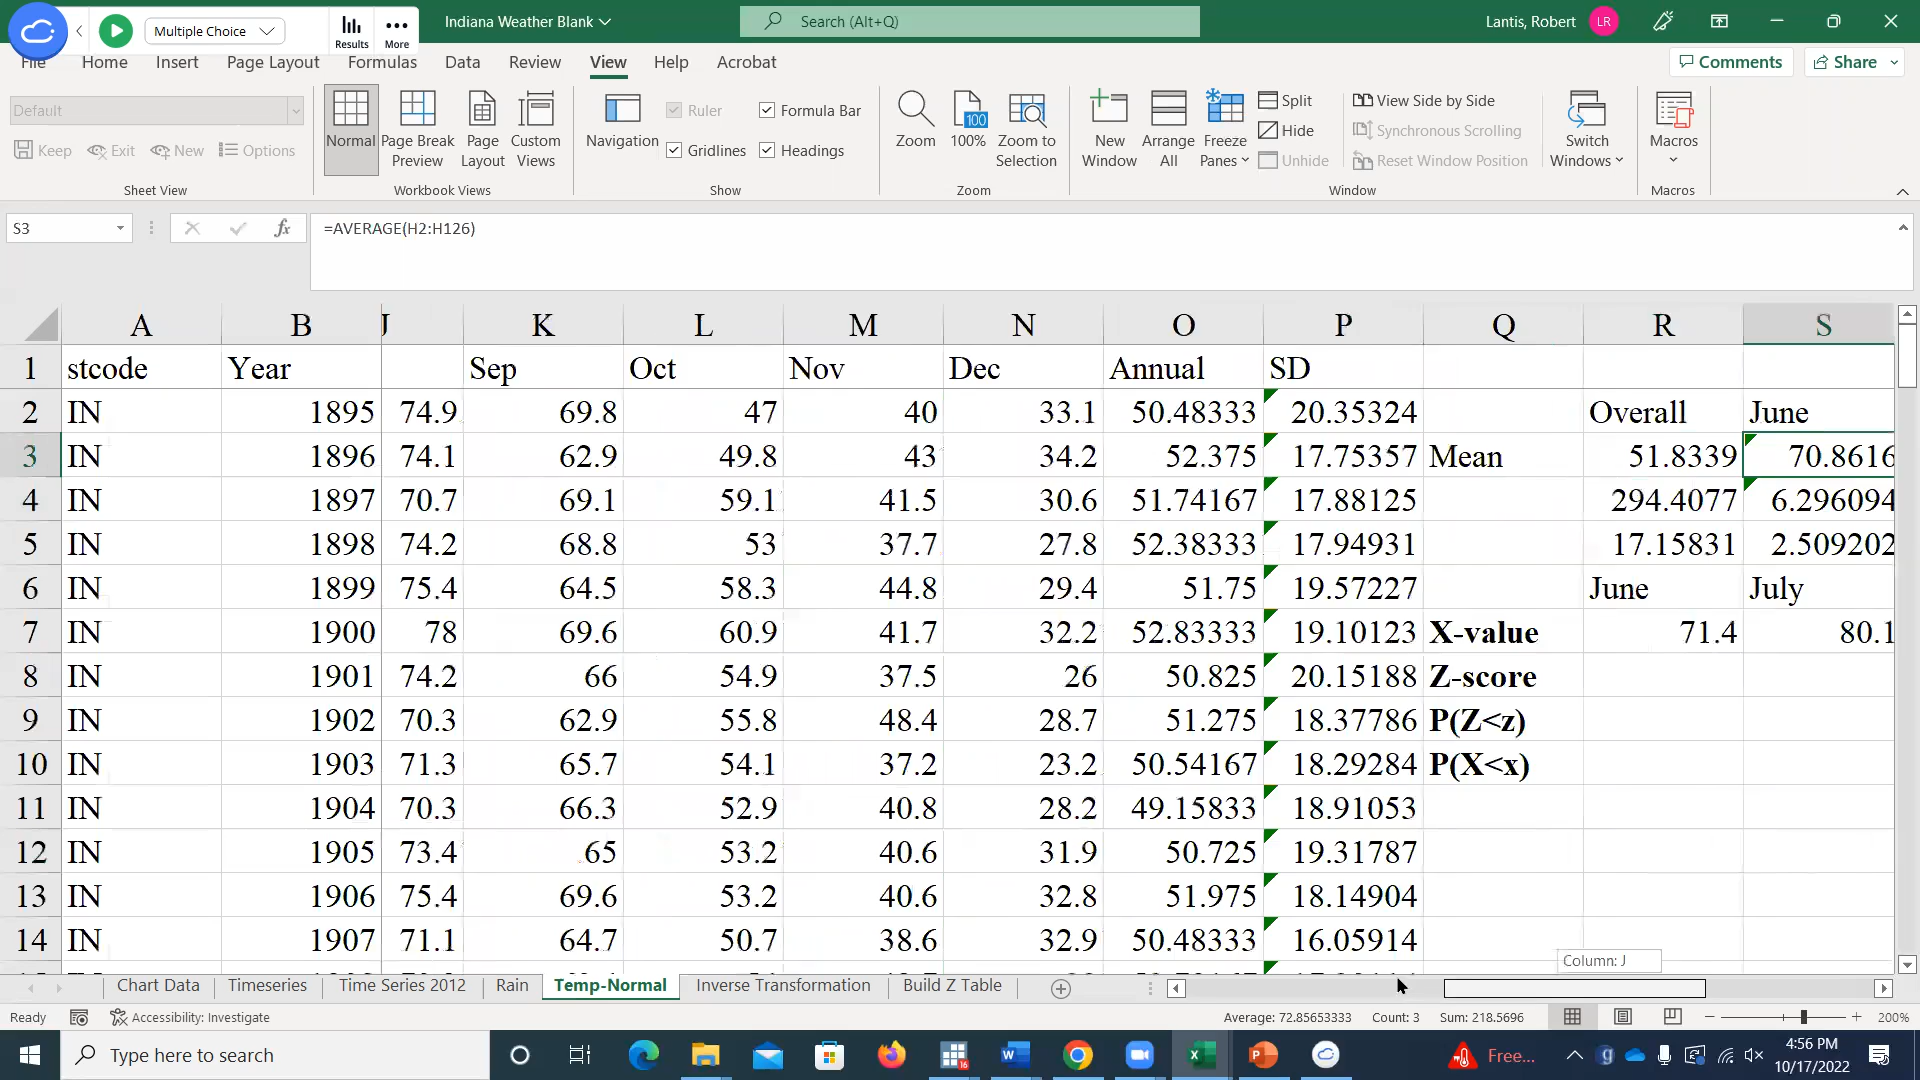 Multiple Choice
Results
More
Indiana Weather Blank
Search (Alt+Q)
Lantis, Robert
LR
File Home Insert Page Layout Formulas Data Review View Help Acrobat
Comments
Share
Default
Keep Exit New Options
Sheet View
Normal
Page Break Preview
Page Layout
Custom Views
Workbook Views
Navigation
Ruler
Formula Bar
Gridlines
Headings
Show
Zoom
100
100%
Zoom to Selection
Zoom
New Window
Arrange All
Freeze Panes
Split
Hide
Unhide
View Side by Side
Synchronous Scrolling
Reset Window Position
Window
Switch Windows
Macros
Macros
S3
fx
=AVERAGE(H2:H126)
A B J K L M N O P Q R S
1 stcode Year Sep Oct Nov Dec Annual SD
2 IN 1895 74.9 69.8 47 40 33.1 50.48333 20.35324 Overall June
3 IN 1896 74.1 62.9 49.8 43 34.2 52.375 17.75357 Mean 51.8339 70.8616
4 IN 1897 70.7 69.1 59.1 41.5 30.6 51.74167 17.88125 294.4077 6.296094
5 IN 1898 74.2 68.8 53 37.7 27.8 52.38333 17.94931 17.15831 2.509202
6 IN 1899 75.4 64.5 58.3 44.8 29.4 51.75 19.57227 June July
7 IN 1900 78 69.6 60.9 41.7 32.2 52.83333 19.10123 X-value 71.4 80.1
8 IN 1901 74.2 66 54.9 37.5 26 50.825 20.15188 Z-score
9 IN 1902 70.3 62.9 55.8 48.4 28.7 51.275 18.37786 P(Z<z)
10 IN 1903 71.3 65.7 54.1 37.2 23.2 50.54167 18.29284 P(X<x)
11 IN 1904 70.3 66.3 52.9 40.8 28.2 49.15833 18.91053
12 IN 1905 73.4 65 53.2 40.6 31.9 50.725 19.31787
13 IN 1906 75.4 69.6 53.2 40.6 32.8 51.975 18.14904
14 IN 1907 71.1 64.7 50.7 38.6 32.9 50.48333 16.05914
Column: J
Chart Data Timeseries Time Series 2012 Rain Temp-Normal Inverse Transformation Build Z Table
Ready
Accessibility: Investigate
Average: 72.85653333 Count: 3 Sum: 218.5696
200%
Type here to search
16
Free...
4:56 PM
10/17/2022